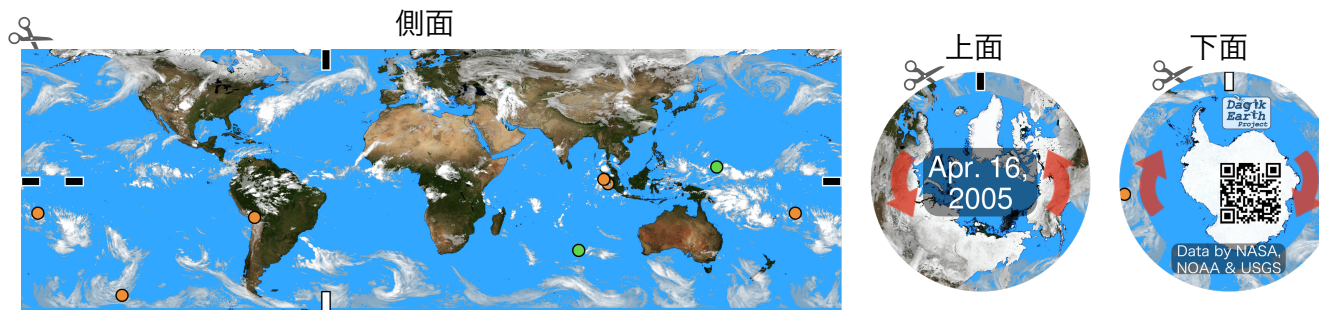 側面
上面
下面
Apr. 16,
2005
Dagik
Earth
Project
Data by NASA,
NOAA & USGS